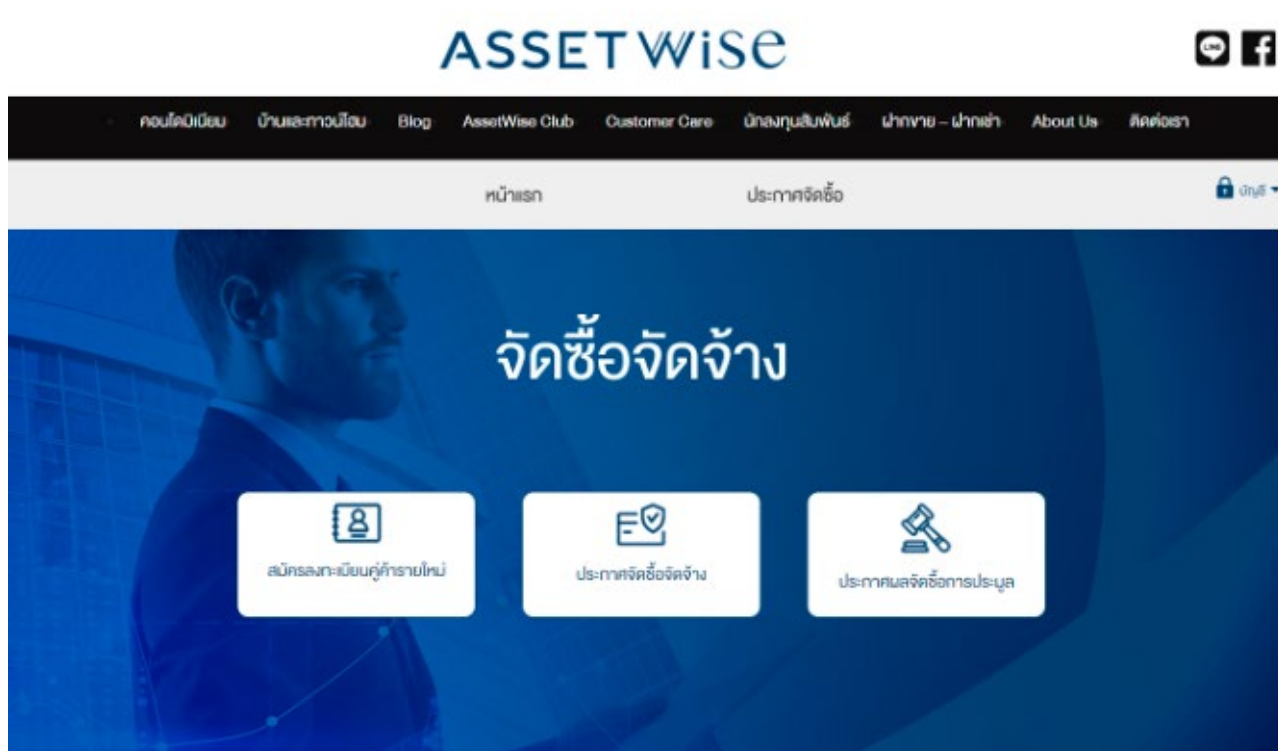 ASSETWiSe
คอนโดมิเนียม บ้านและทาวน์โฮม Blog AssetWise Club Customer Care นักลงทุนสัมพันธ์ ฝากขาย – ฝากเช่า About Us ติดต่อเรา
หน้าแรก ประกาศจัดซื้อ บัญชี
จัดซื้อจัดจ้าง
สมัครลงทะเบียนคู่ค้ารายใหม่ ประกาศจัดซื้อจัดจ้าง ประกาศผลจัดซื้อการประมูล